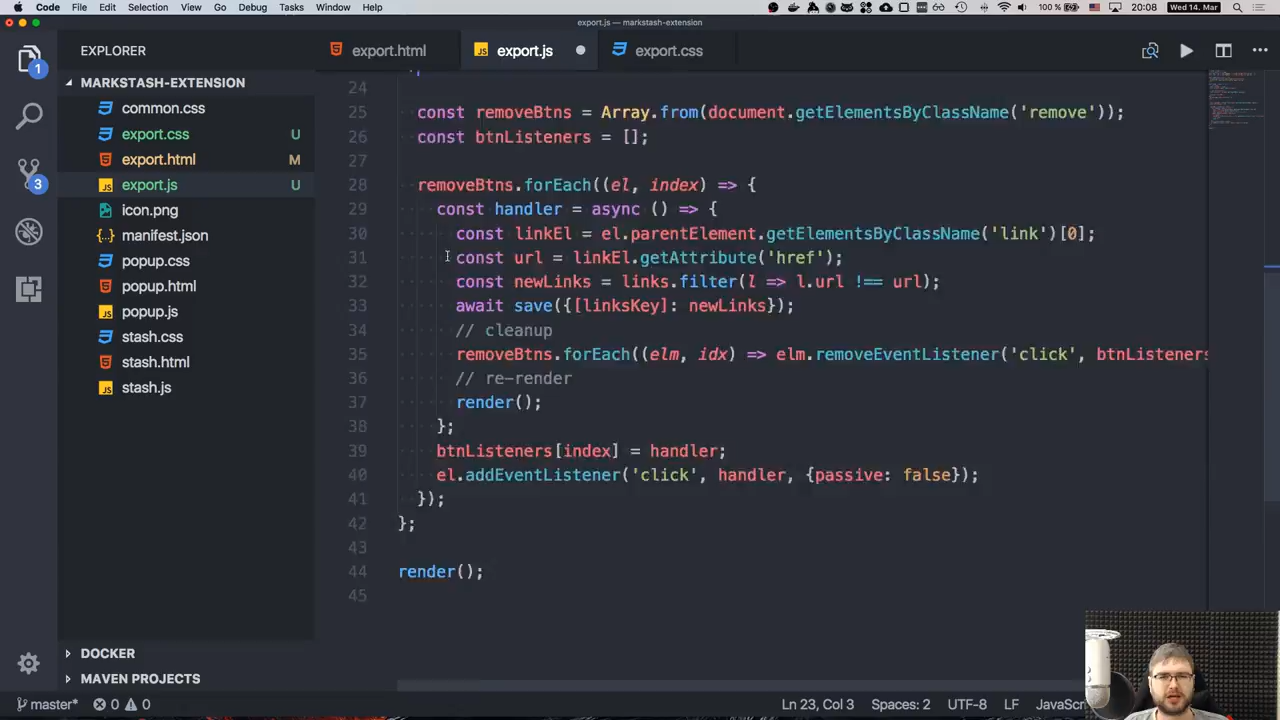 Code File Edit Selection View Go Debug Tasks Window Help 100 % 20:08 Wed 14. Mar
export.js — markstash-extension
EXPLORER
export.html
export.js
export.css
1
3
MARKSTASH-EXTENSION
common.css
export.css U
export.html M
export.js U
icon.png
manifest.json
popup.css
popup.html
popup.js
stash.css
stash.html
stash.js
DOCKER
MAVEN PROJECTS
24
25 const removeBtns = Array.from(document.getElementsByClassName('remove'));
26 const btnListeners = [];
27
28 removeBtns.forEach((el, index) => {
29 const handler = async () => {
30 const linkEl = el.parentElement.getElementsByClassName('link')[0];
31 const url = linkEl.getAttribute('href');
32 const newLinks = links.filter(l => l.url !== url);
33 await save({[linksKey]: newLinks});
34 // cleanup
35 removeBtns.forEach((elm, idx) => elm.removeEventListener('click', btnListeners
36 // re-render
37 render();
38 };
39 btnListeners[index] = handler;
40 el.addEventListener('click', handler, {passive: false});
41 });
42 };
43
44 render();
45
master* 0 0 Ln 23, Col 3 Spaces: 2 UTF-8 LF JavaScr